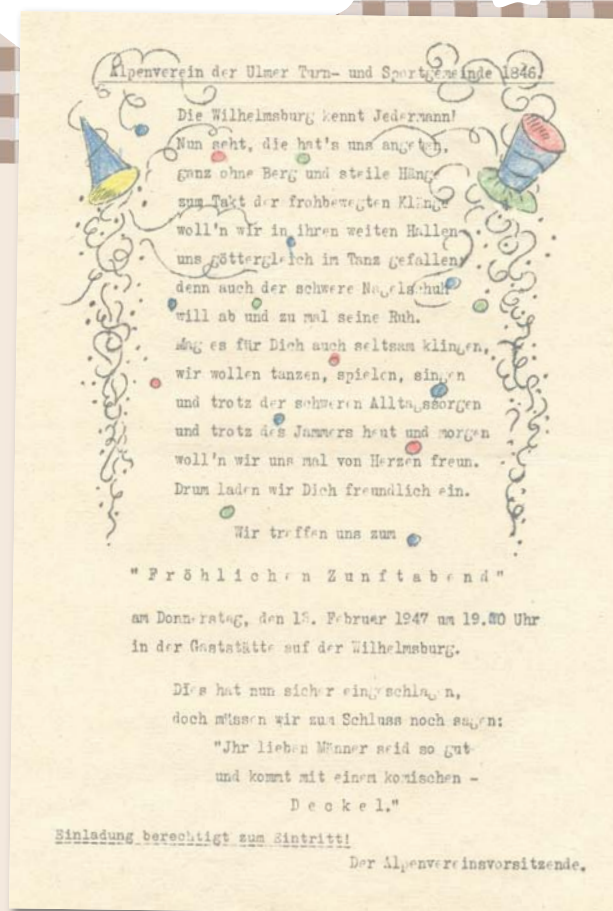 Alpenverein der Ulmer Turn- und Sportgemeinde 1846.
Die Wilhelmsburg kennt Jedermann!
Nun seht, die hat's uns angetan,
ganz ohne Berg und steile Hänge
zum Takt der frohbewegten Klänge
woll'n wir in ihren weiten Hallen
uns göttergleich im Tanz gefallen,
denn auch der schwere Nagelschuh
will ab und zu mal seine Ruh.
Mag es für Dich auch seltsam klingen,
wir wollen tanzen, spielen, singen
und trotz der schweren Alltagssorgen
und trotz des Jammers heut und morgen
woll'n wir uns mal von Herzen freun.
Drum laden wir Dich freundlich ein.
Wir treffen uns zum
"F r ö h l i c h e n Z u n f t a b e n d"
am Donnerstag, den 13. Februar 1947 um 19.30 Uhr
in der Gaststätte auf der Wilhelmsburg.
Dies hat nun sicher eingeschlagen,
doch müssen wir zum Schluss noch sagen:
"Jhr lieben Männer seid so gut
und kommt mit einem komischen -
D e c k e l."
Einladung berechtigt zum Eintritt!
Der Alpenvereinsvorsitzende.